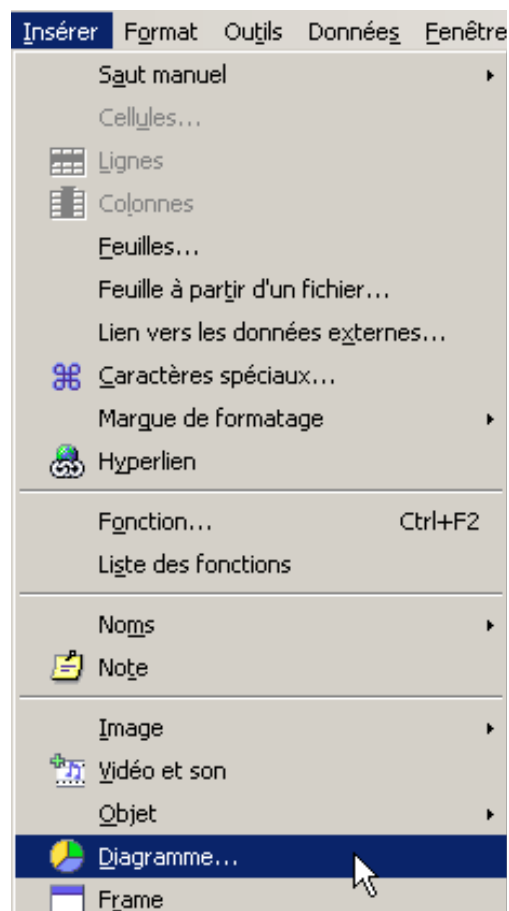 Insérer Format Outils Données Fenêtre
Saut manuel
Cellules...
Lignes
Colonnes
Feuilles...
Feuille à partir d'un fichier...
Lien vers les données externes...
Caractères spéciaux...
Margue de formatage
Hyperlien
Fonction... Ctrl+F2
Liste des fonctions
Noms
Note
Image
Vidéo et son
Objet
Diagramme...
Frame